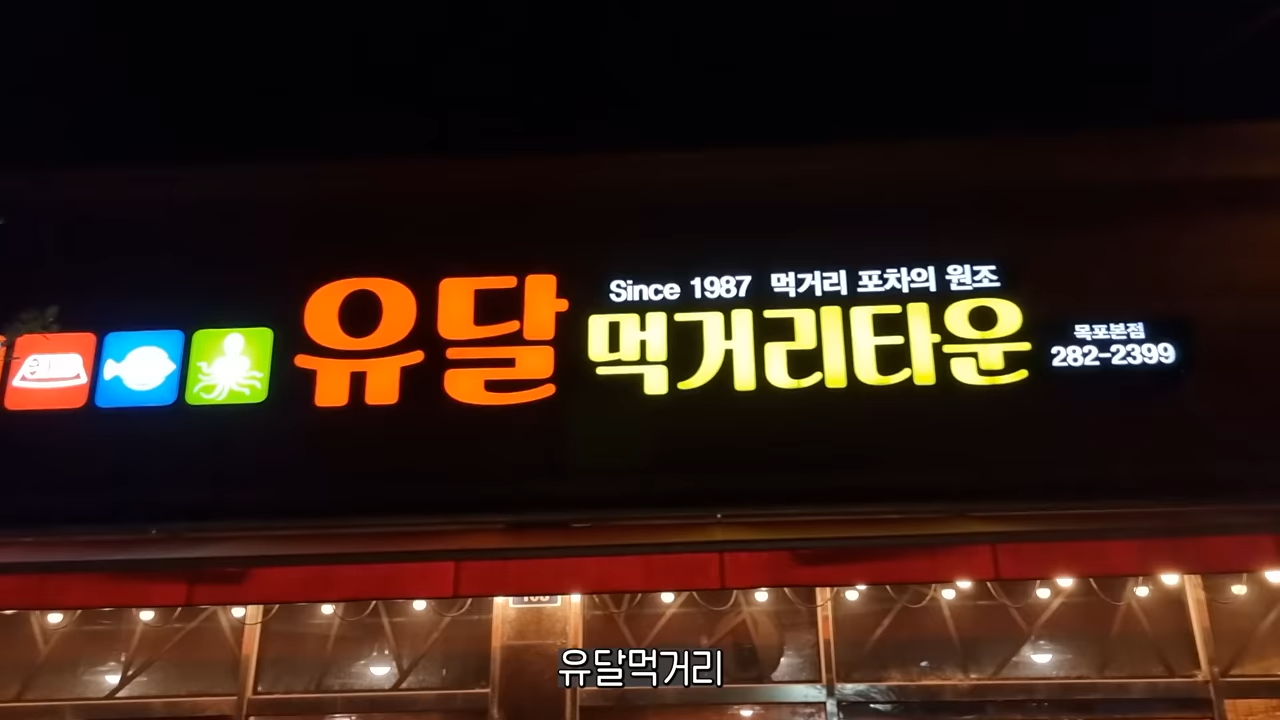 Since 1987 먹거리 포차의 원조
유달 먹거리타운
목포본점
282-2399
유달먹거리